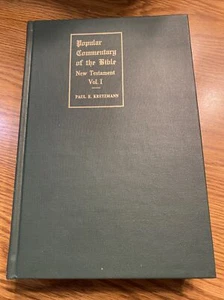 Popular
Commentary
of the Bible
New Testament
Vol. I
PAUL E. KRETZMANN